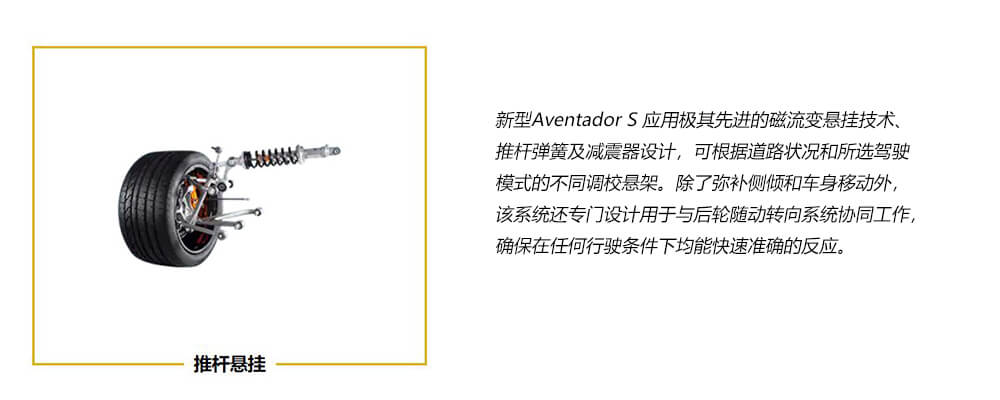 新型Aventador S 应用极其先进的磁流变悬挂技术、
推杆弹簧及减震器设计，可根据道路状况和所选驾驶
模式的不同调校悬架。除了弥补侧倾和车身移动外，
该系统还专门设计用于与后轮随动转向系统协同工作，
确保在任何行驶条件下均能快速准确的反应。
推杆悬挂